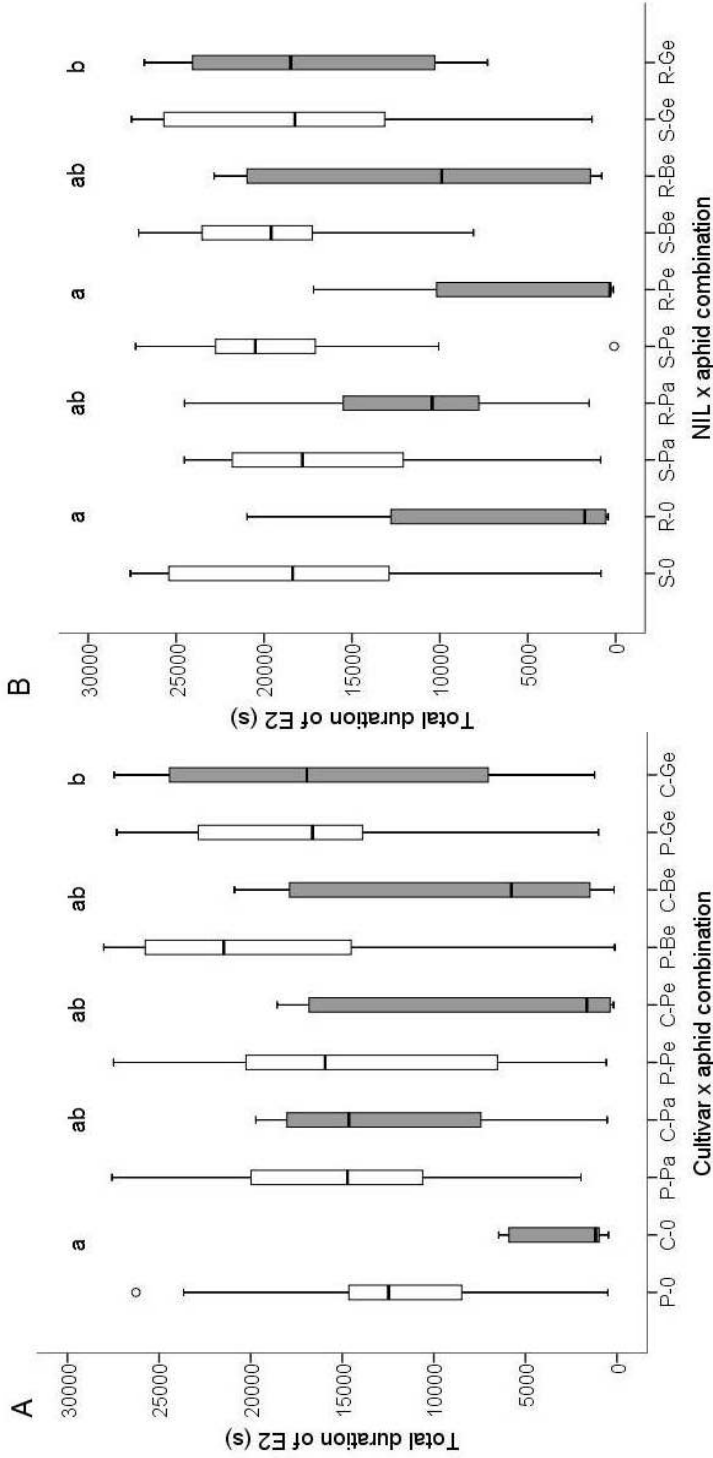 A
Total duration of E2 (s)
30000
25000
20000
15000
10000
5000
0
a ab ab ab b
P-0 C-0 P-Pa C-Pa P-Pe C-Pe P-Be C-Be P-Ge C-Ge
Cultivar x aphid combination
B
Total duration of E2 (s)
30000
25000
20000
15000
10000
5000
0
a ab a ab b
S-0 R-0 S-Pa R-Pa S-Pe R-Pe S-Be R-Be S-Ge R-Ge
NIL x aphid combination